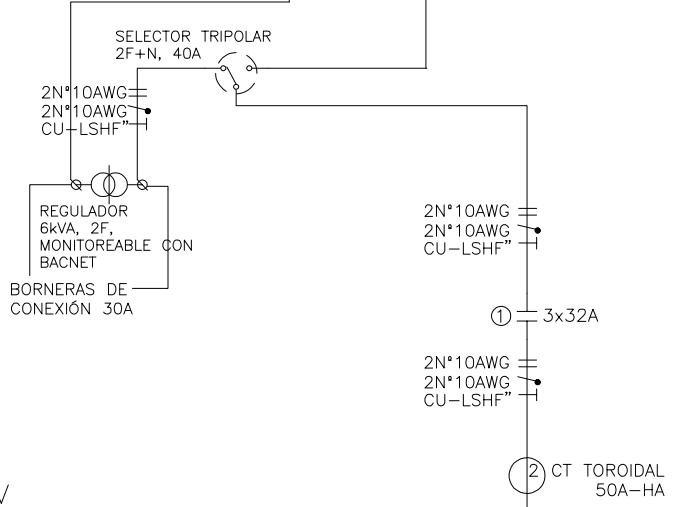 SELECTOR TRIPOLAR
2F+N, 40A
2N°10AWG
2N°10AWG
CU-LSHF"
REGULADOR
6kVA, 2F,
MONITOREABLE CON
BACNET
BORNERAS DE
CONEXIÓN 30A
2N°10AWG
2N°10AWG
CU-LSHF"
1 3x32A
2N°10AWG
2N°10AWG
CU-LSHF"
2 CT TOROIDAL
50A-HA